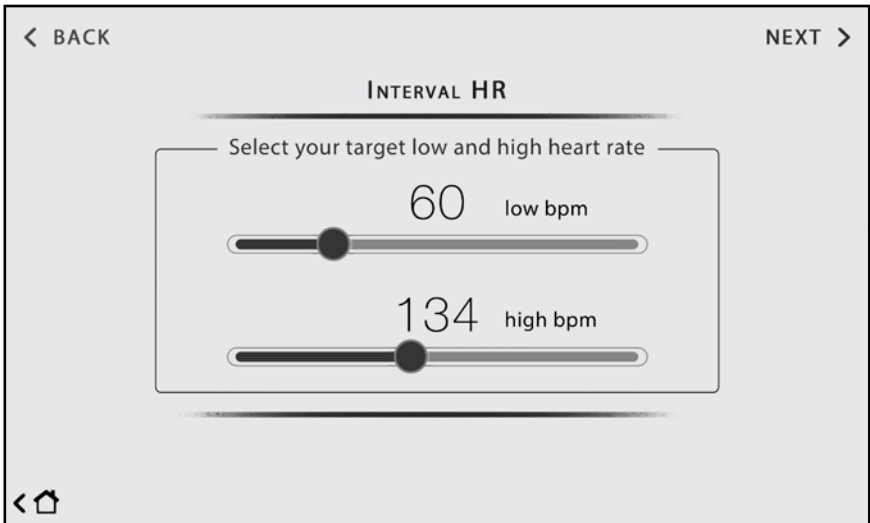 BACK
NEXT
INTERVAL HR
Select your target low and high heart rate
60 low bpm
134 high bpm